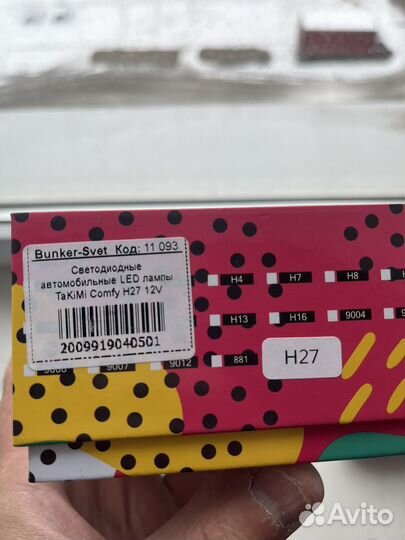 Bunker-Svet Код: 11 093
Светодиодные
автомобильные LED лампы
TaKiMi Comfy H27 12V
2009919040501
H4
H7
H8
H13
H16
9004
9007
9012
881
H27
Avito